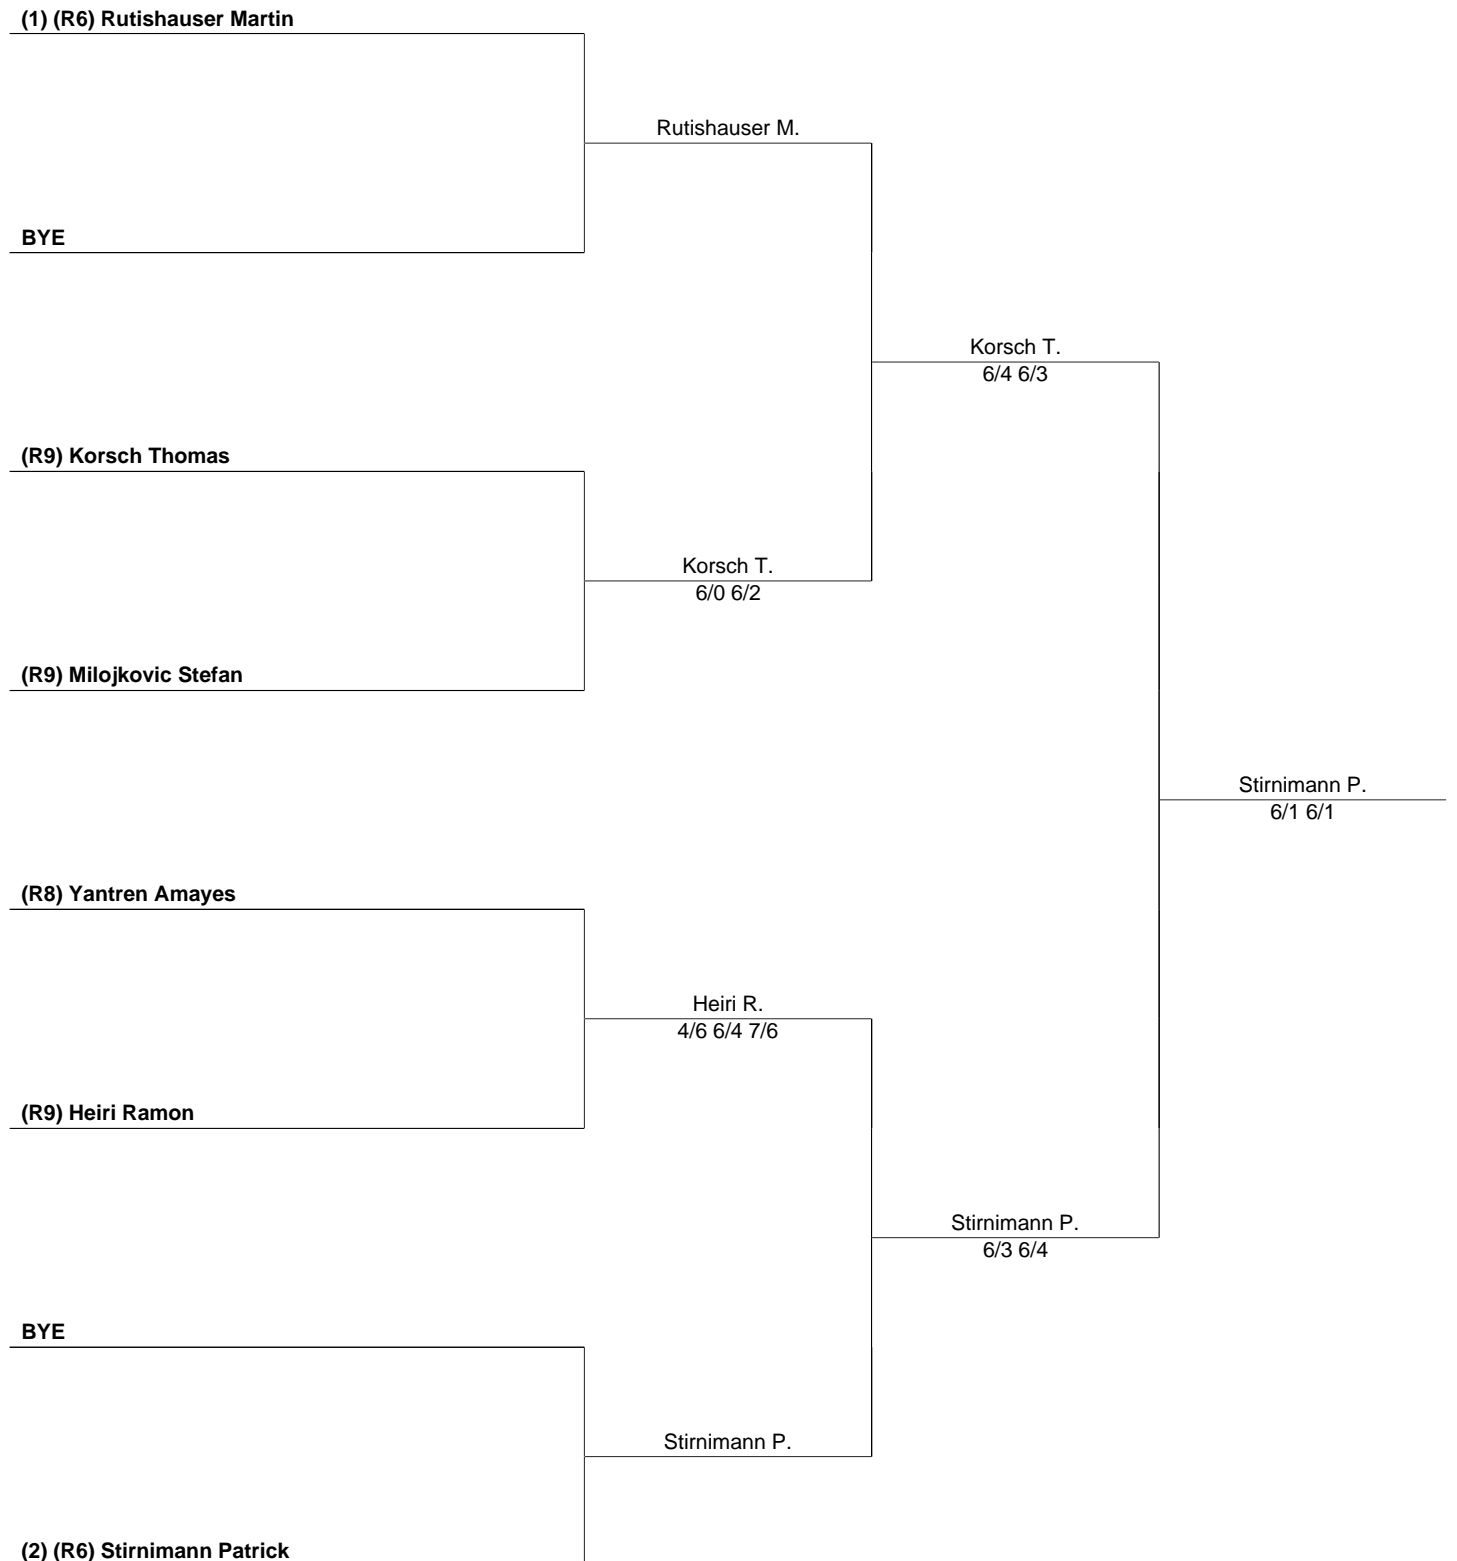 (1) (R6) Rutishauser Martin
Rutishauser M.
BYE
Korsch T.
6/4 6/3
(R9) Korsch Thomas
Korsch T.
6/0 6/2
(R9) Milojkovic Stefan
Stirnimann P.
6/1 6/1
(R8) Yantren Amayes
Heiri R.
4/6 6/4 7/6
(R9) Heiri Ramon
Stirnimann P.
6/3 6/4
BYE
Stirnimann P.
(2) (R6) Stirnimann Patrick